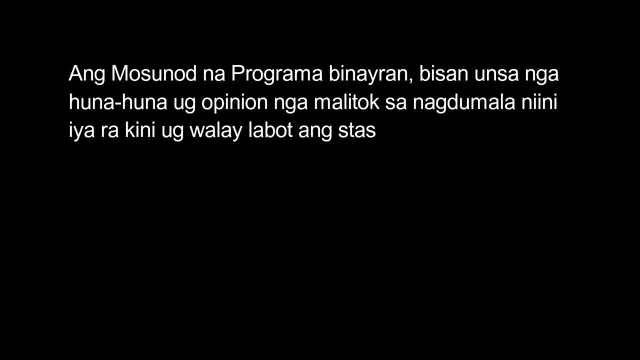 Ang Mosunod na Programa binayran, bisan unsa nga
huna-huna ug opinion nga malitok sa nagdumala niini
iya ra kini ug walay labot ang stas